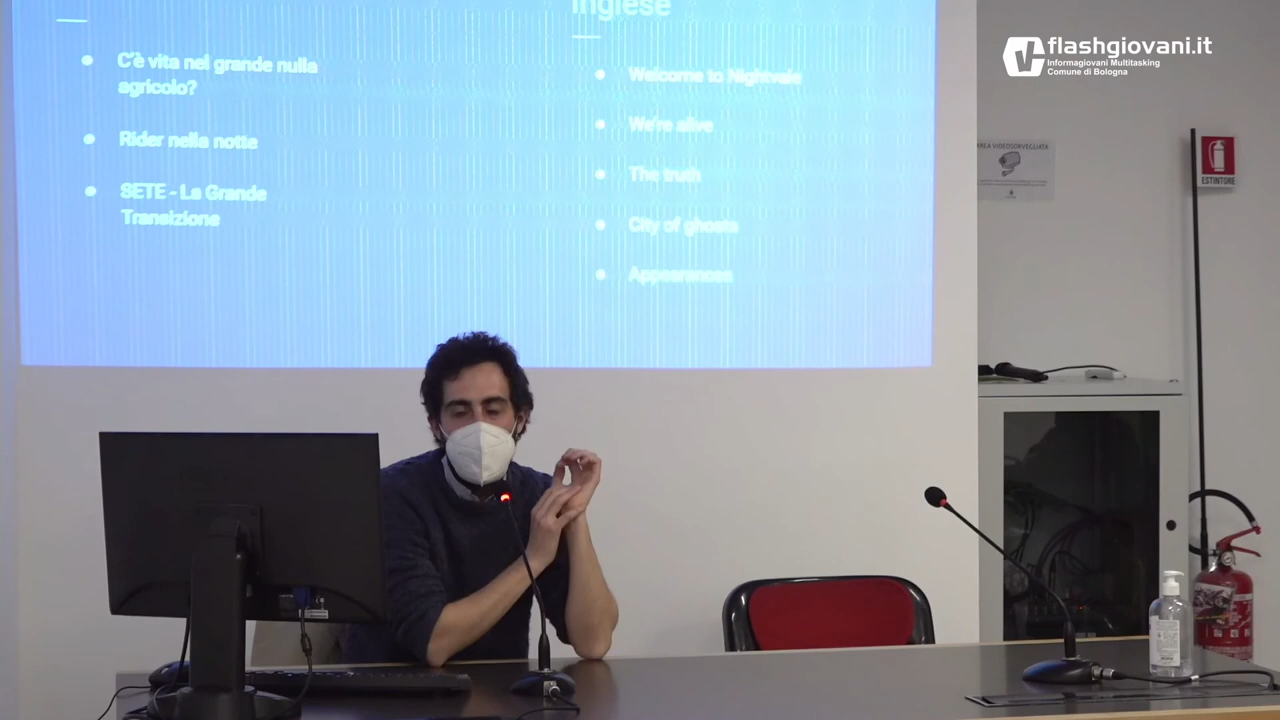 Inglese
C'è vita nel grande nulla
agricolo?
Rider nella notte
SETE - La Grande
Transizione
Welcome to Nightvale
We're alive
The truth
City of ghosts
Appearances
flashgiovani.it
Informagiovani Multitasking
Comune di Bologna
AREA VIDEOSORVEGLIATA
ESTINTORE